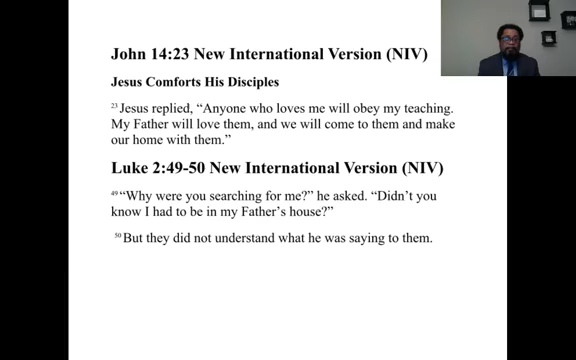 John 14:23 New International Version (NIV)
Jesus Comforts His Disciples
23 Jesus replied, “Anyone who loves me will obey my teaching.
My Father will love them, and we will come to them and make
our home with them.”
Luke 2:49-50 New International Version (NIV)
49 “Why were you searching for me?” he asked. “Didn’t you
know I had to be in my Father’s house?”
50 But they did not understand what he was saying to them.